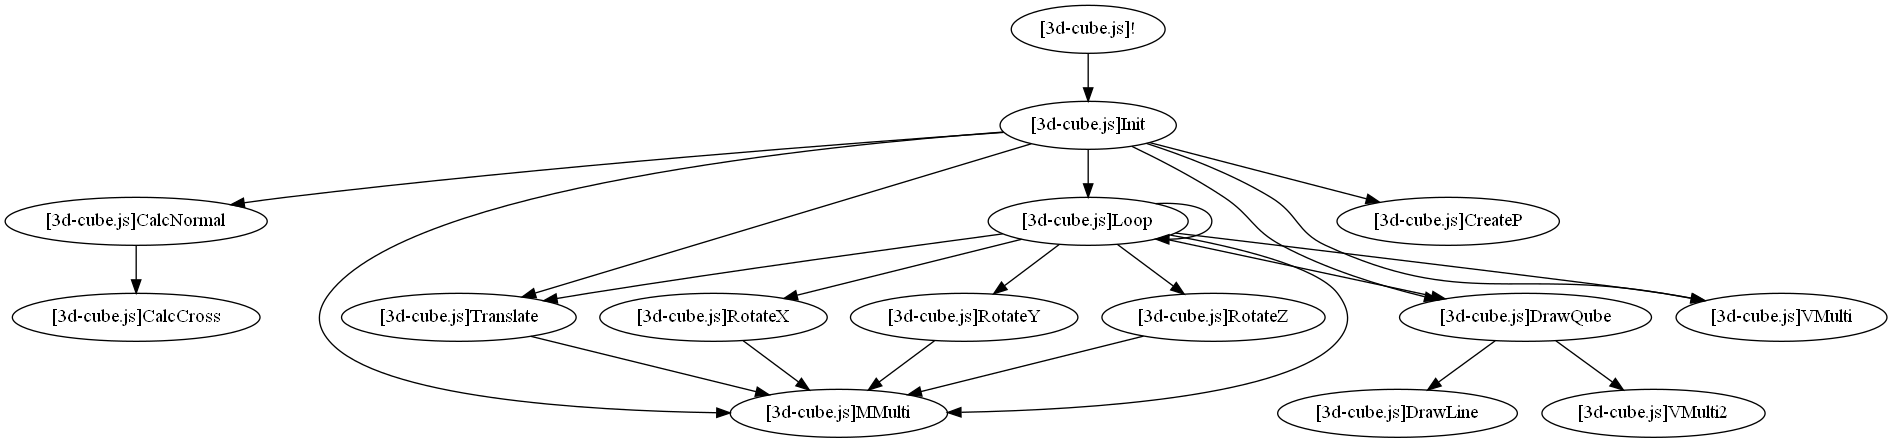 [3d-cube.js]!
[3d-cube.js]Init
[3d-cube.js]CalcNormal
[3d-cube.js]Loop
[3d-cube.js]CreateP
[3d-cube.js]CalcCross
[3d-cube.js]Translate
[3d-cube.js]RotateX
[3d-cube.js]RotateY
[3d-cube.js]RotateZ
[3d-cube.js]DrawQube
[3d-cube.js]VMulti
[3d-cube.js]MMulti
[3d-cube.js]DrawLine
[3d-cube.js]VMulti2